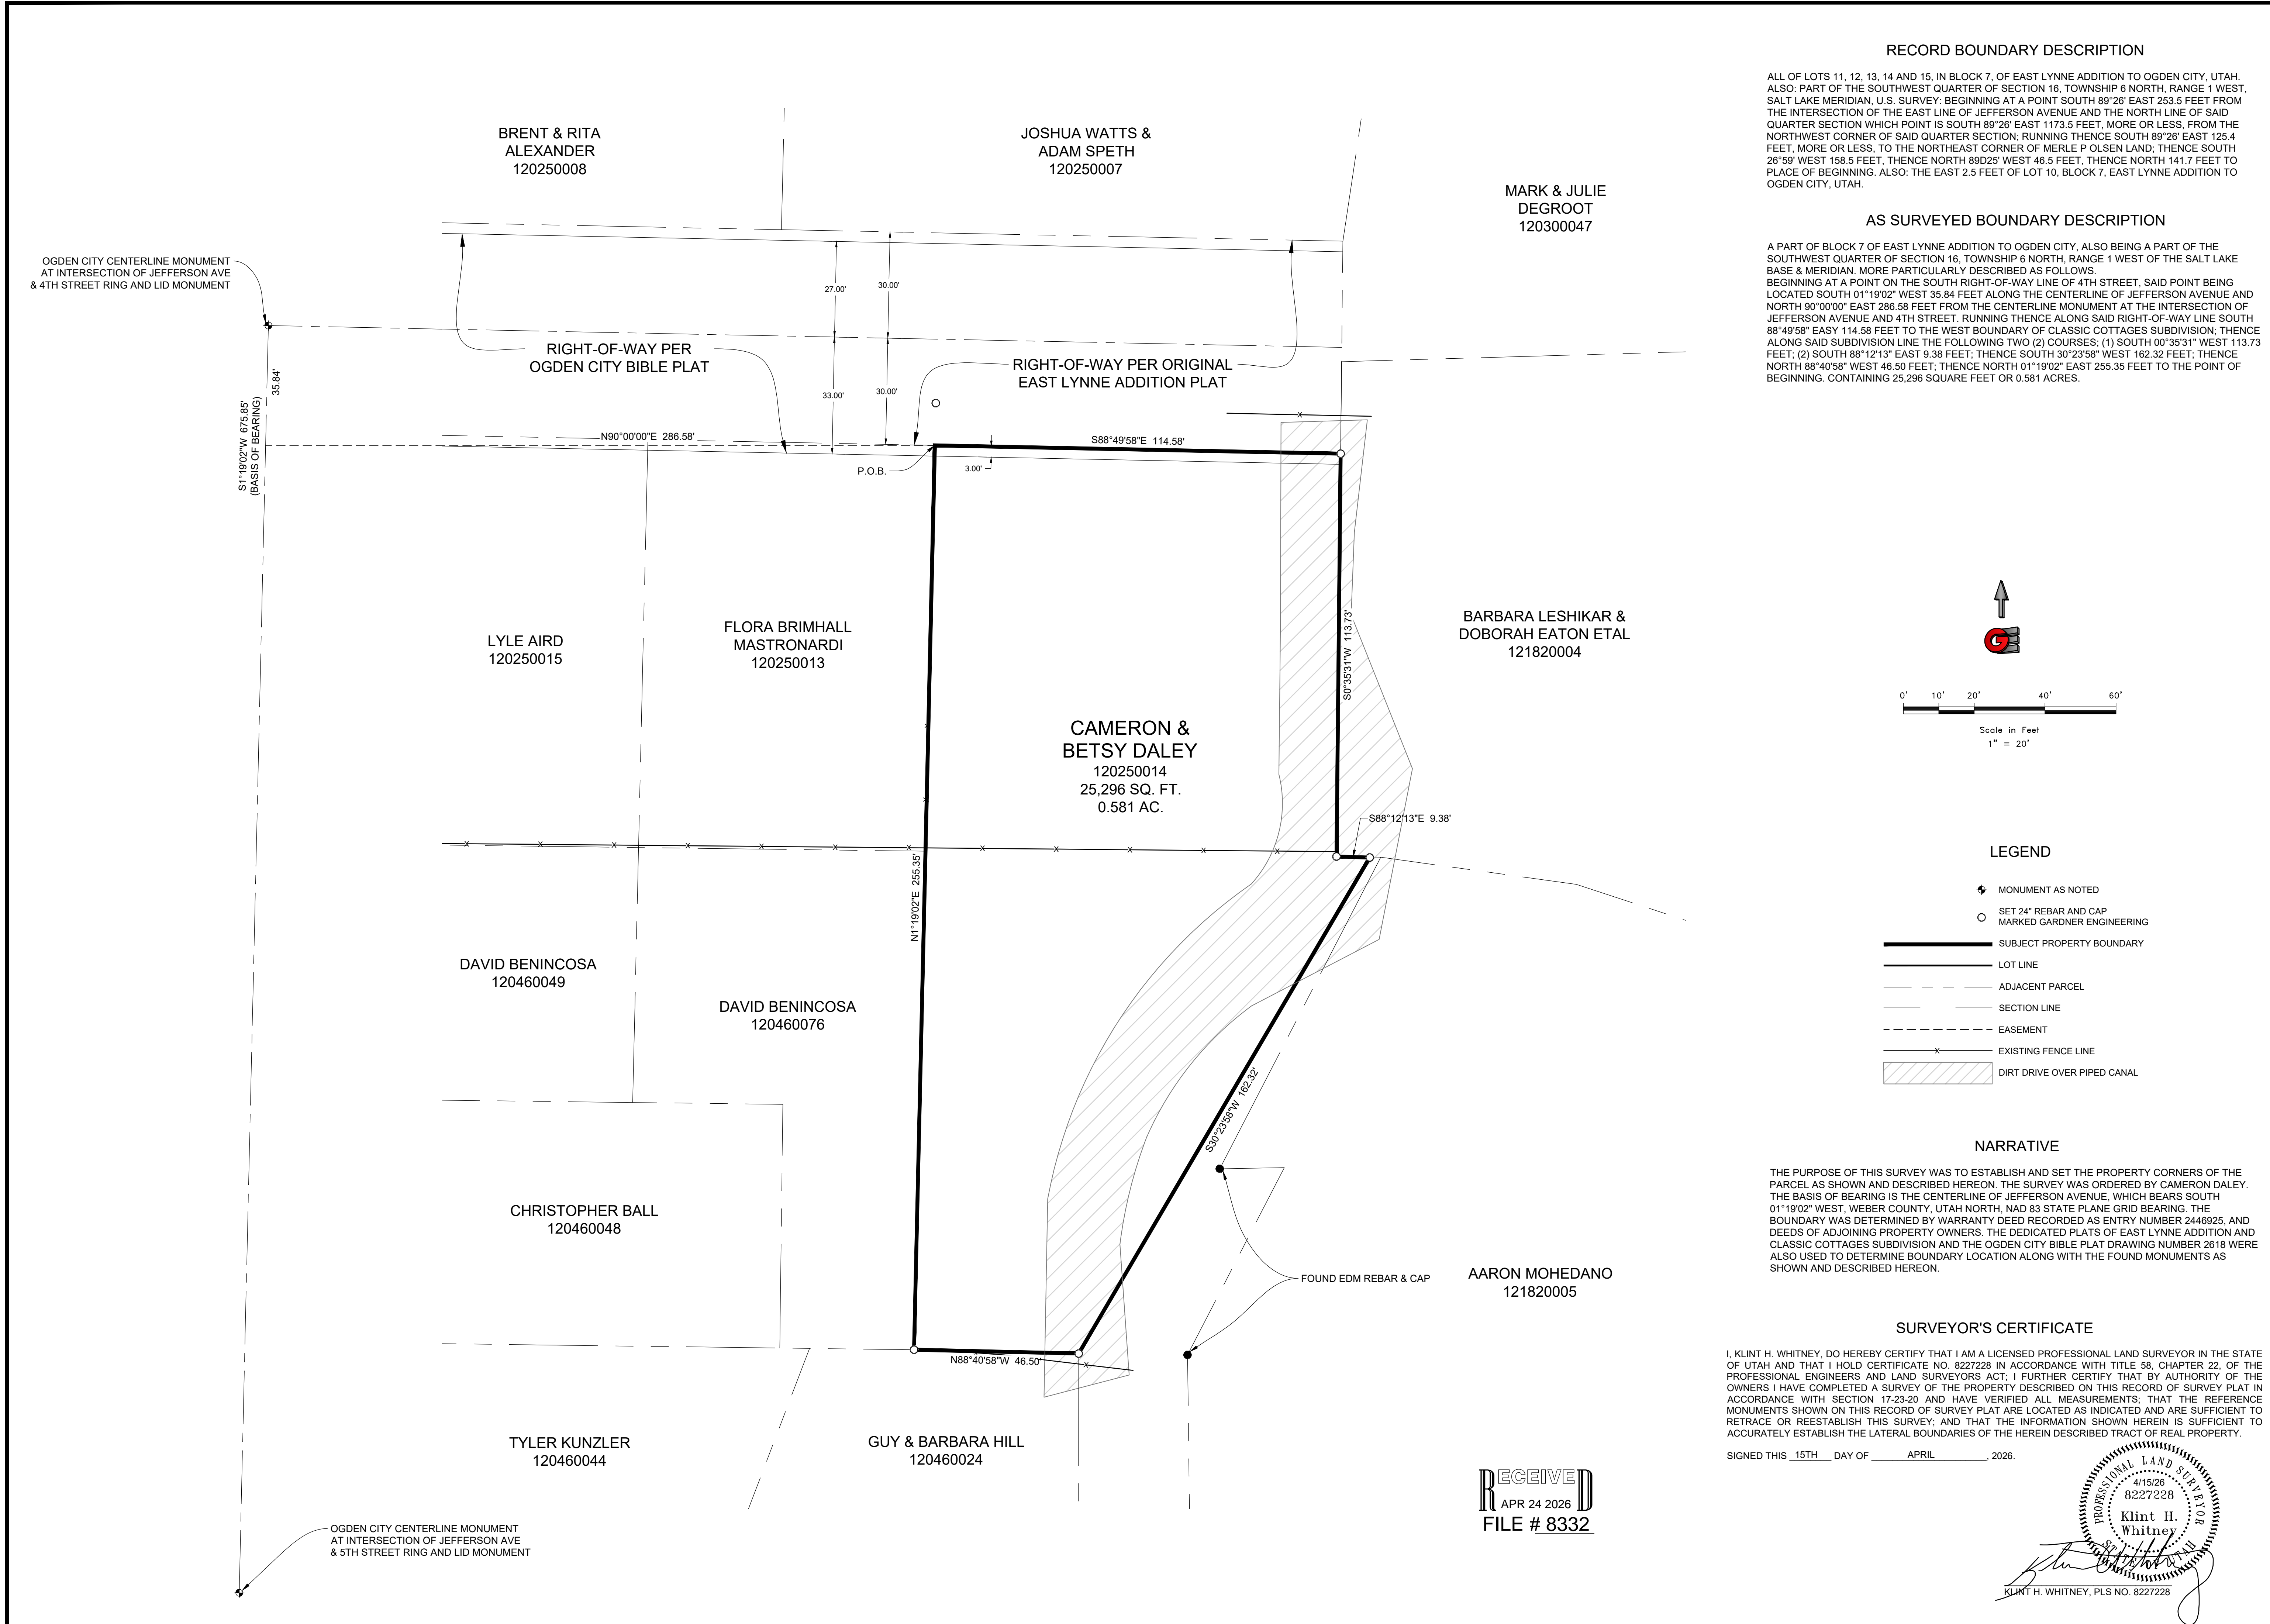 BRENT & RITA
ALEXANDER
120250008
JOSHUA WATTS &
ADAM SPETH
120250007
MARK & JULIE
DEGROOT
120300047
OGDEN CITY CENTERLINE MONUMENT
AT INTERSECTION OF JEFFERSON AVE
& 4TH STREET RING AND LID MONUMENT
27.00'
30.00'
RIGHT-OF-WAY PER
OGDEN CITY BIBLE PLAT
RIGHT-OF-WAY PER ORIGINAL
EAST LYNNE ADDITION PLAT
33.00'
30.00'
35.84'
S1°19'02"W 675.85'
(BASIS OF BEARING)
N90°00'00"E 286.58'
S88°49'58"E 114.58'
P.O.B.
3.00'
LYLE AIRD
120250015
FLORA BRIMHALL
MASTRONARDI
120250013
BARBARA LESHIKAR &
DOBORAH EATON ETAL
121820004
S0°35'31"W 113.73'
CAMERON &
BETSY DALEY
120250014
25,296 SQ. FT.
0.581 AC.
S88°12'13"E 9.38'
N1°19'02"E 255.35'
DAVID BENINCOSA
120460049
DAVID BENINCOSA
120460076
S30°23'58"W 162.32'
CHRISTOPHER BALL
120460048
FOUND EDM REBAR & CAP
AARON MOHEDANO
121820005
N88°40'58"W 46.50'
TYLER KUNZLER
120460044
GUY & BARBARA HILL
120460024
OGDEN CITY CENTERLINE MONUMENT
AT INTERSECTION OF JEFFERSON AVE
& 5TH STREET RING AND LID MONUMENT
RECEIVED
APR 24 2026
FILE # 8332
RECORD BOUNDARY DESCRIPTION
ALL OF LOTS 11, 12, 13, 14 AND 15, IN BLOCK 7, OF EAST LYNNE ADDITION TO OGDEN CITY, UTAH.
ALSO: PART OF THE SOUTHWEST QUARTER OF SECTION 16, TOWNSHIP 6 NORTH, RANGE 1 WEST,
SALT LAKE MERIDIAN, U.S. SURVEY: BEGINNING AT A POINT SOUTH 89°26' EAST 253.5 FEET FROM
THE INTERSECTION OF THE EAST LINE OF JEFFERSON AVENUE AND THE NORTH LINE OF SAID
QUARTER SECTION WHICH POINT IS SOUTH 89°26' EAST 1173.5 FEET, MORE OR LESS, FROM THE
NORTHWEST CORNER OF SAID QUARTER SECTION; RUNNING THENCE SOUTH 89°26' EAST 125.4
FEET, MORE OR LESS, TO THE NORTHEAST CORNER OF MERLE P OLSEN LAND; THENCE SOUTH
26°59' WEST 158.5 FEET, THENCE NORTH 89D25' WEST 46.5 FEET, THENCE NORTH 141.7 FEET TO
PLACE OF BEGINNING. ALSO: THE EAST 2.5 FEET OF LOT 10, BLOCK 7, EAST LYNNE ADDITION TO
OGDEN CITY, UTAH.
AS SURVEYED BOUNDARY DESCRIPTION
A PART OF BLOCK 7 OF EAST LYNNE ADDITION TO OGDEN CITY, ALSO BEING A PART OF THE
SOUTHWEST QUARTER OF SECTION 16, TOWNSHIP 6 NORTH, RANGE 1 WEST OF THE SALT LAKE
BASE & MERIDIAN. MORE PARTICULARLY DESCRIBED AS FOLLOWS.
BEGINNING AT A POINT ON THE SOUTH RIGHT-OF-WAY LINE OF 4TH STREET, SAID POINT BEING
LOCATED SOUTH 01°19'02" WEST 35.84 FEET ALONG THE CENTERLINE OF JEFFERSON AVENUE AND
NORTH 90°00'00" EAST 286.58 FEET FROM THE CENTERLINE MONUMENT AT THE INTERSECTION OF
JEFFERSON AVENUE AND 4TH STREET. RUNNING THENCE ALONG SAID RIGHT-OF-WAY LINE SOUTH
88°49'58" EASY 114.58 FEET TO THE WEST BOUNDARY OF CLASSIC COTTAGES SUBDIVISION; THENCE
ALONG SAID SUBDIVISION LINE THE FOLLOWING TWO (2) COURSES; (1) SOUTH 00°35'31" WEST 113.73
FEET; (2) SOUTH 88°12'13" EAST 9.38 FEET; THENCE SOUTH 30°23'58" WEST 162.32 FEET; THENCE
NORTH 88°40'58" WEST 46.50 FEET; THENCE NORTH 01°19'02" EAST 255.35 FEET TO THE POINT OF
BEGINNING. CONTAINING 25,296 SQUARE FEET OR 0.581 ACRES.
GE
0' 10' 20' 40' 60'
Scale in Feet
1" = 20'
LEGEND
MONUMENT AS NOTED
SET 24" REBAR AND CAP
MARKED GARDNER ENGINEERING
SUBJECT PROPERTY BOUNDARY
LOT LINE
ADJACENT PARCEL
SECTION LINE
EASEMENT
EXISTING FENCE LINE
DIRT DRIVE OVER PIPED CANAL
NARRATIVE
THE PURPOSE OF THIS SURVEY WAS TO ESTABLISH AND SET THE PROPERTY CORNERS OF THE
PARCEL AS SHOWN AND DESCRIBED HEREON. THE SURVEY WAS ORDERED BY CAMERON DALEY.
THE BASIS OF BEARING IS THE CENTERLINE OF JEFFERSON AVENUE, WHICH BEARS SOUTH
01°19'02" WEST, WEBER COUNTY, UTAH NORTH, NAD 83 STATE PLANE GRID BEARING. THE
BOUNDARY WAS DETERMINED BY WARRANTY DEED RECORDED AS ENTRY NUMBER 2446925, AND
DEEDS OF ADJOINING PROPERTY OWNERS. THE DEDICATED PLATS OF EAST LYNNE ADDITION AND
CLASSIC COTTAGES SUBDIVISION AND THE OGDEN CITY BIBLE PLAT DRAWING NUMBER 2618 WERE
ALSO USED TO DETERMINE BOUNDARY LOCATION ALONG WITH THE FOUND MONUMENTS AS
SHOWN AND DESCRIBED HEREON.
SURVEYOR'S CERTIFICATE
I, KLINT H. WHITNEY, DO HEREBY CERTIFY THAT I AM A LICENSED PROFESSIONAL LAND SURVEYOR IN THE STATE
OF UTAH AND THAT I HOLD CERTIFICATE NO. 8227228 IN ACCORDANCE WITH TITLE 58, CHAPTER 22, OF THE
PROFESSIONAL ENGINEERS AND LAND SURVEYORS ACT; I FURTHER CERTIFY THAT BY AUTHORITY OF THE
OWNERS I HAVE COMPLETED A SURVEY OF THE PROPERTY DESCRIBED ON THIS RECORD OF SURVEY PLAT IN
ACCORDANCE WITH SECTION 17-23-20 AND HAVE VERIFIED ALL MEASUREMENTS; THAT THE REFERENCE
MONUMENTS SHOWN ON THIS RECORD OF SURVEY PLAT ARE LOCATED AS INDICATED AND ARE SUFFICIENT TO
RETRACE OR REESTABLISH THIS SURVEY; AND THAT THE INFORMATION SHOWN HEREIN IS SUFFICIENT TO
ACCURATELY ESTABLISH THE LATERAL BOUNDARIES OF THE HEREIN DESCRIBED TRACT OF REAL PROPERTY.
SIGNED THIS 15TH DAY OF APRIL, 2026.
PROFESSIONAL LAND SURVEYOR
4/15/26
8227228
Klint H.
Whitney
STATE OF UTAH
KLINT H. WHITNEY, PLS NO. 8227228